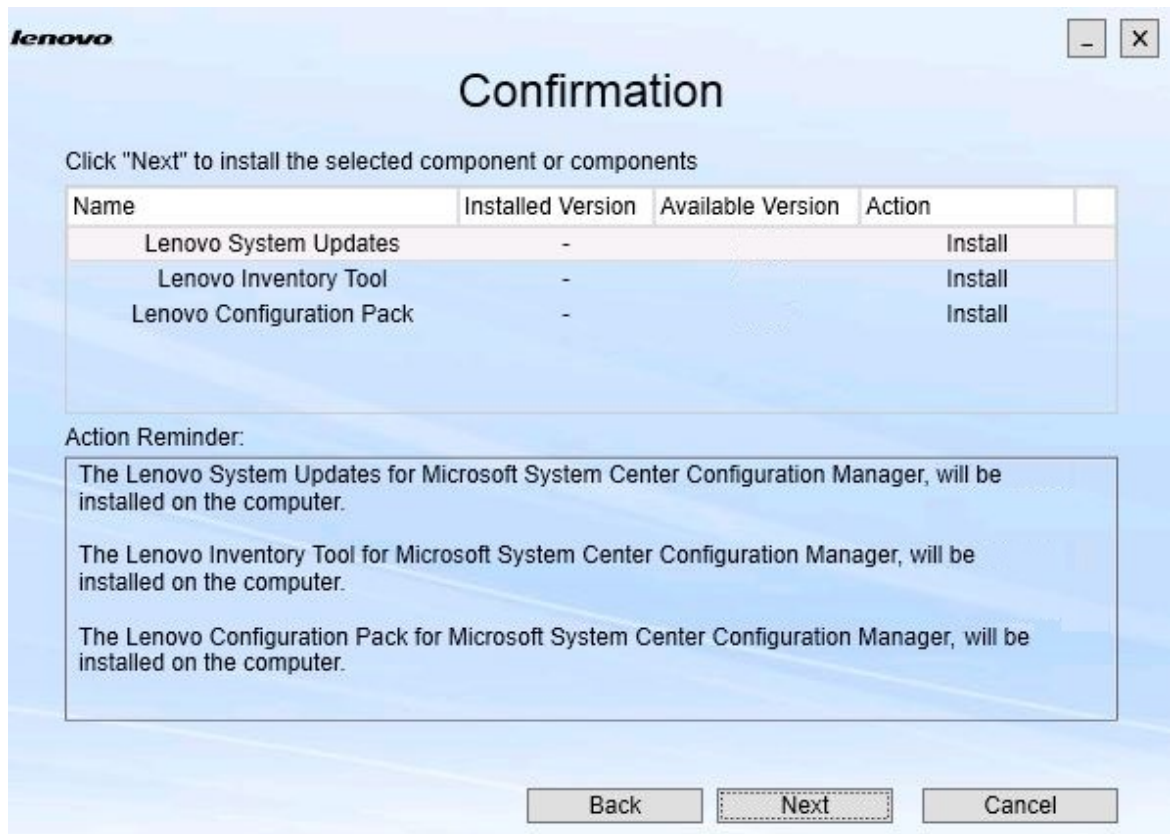 lenovo
_ X
Confirmation
Click "Next" to install the selected component or components
Name Installed Version Available Version Action
Lenovo System Updates - Install
Lenovo Inventory Tool - Install
Lenovo Configuration Pack - Install
Action Reminder:
The Lenovo System Updates for Microsoft System Center Configuration Manager, will be
installed on the computer.
The Lenovo Inventory Tool for Microsoft System Center Configuration Manager, will be
installed on the computer.
The Lenovo Configuration Pack for Microsoft System Center Configuration Manager, will be
installed on the computer.
Back Next Cancel